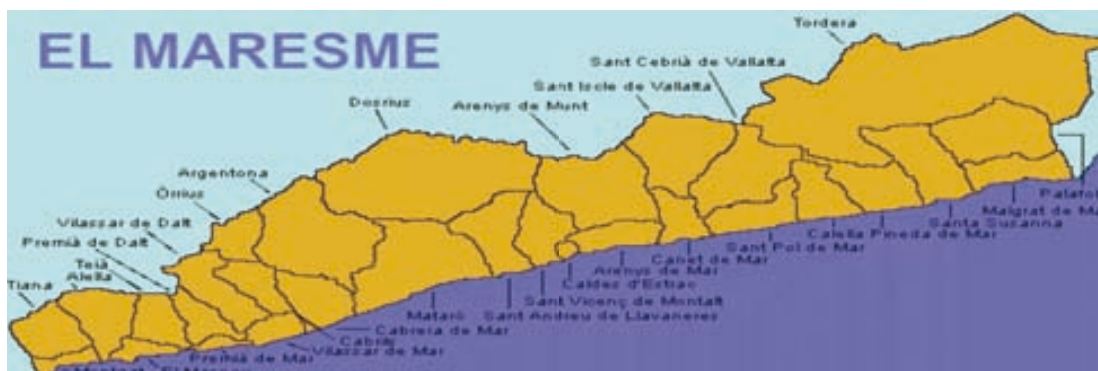 EL MARESME
Tordera
Sant Cebrià de Vallalta
Sant Iscle de Vallalta
Arenys de Munt
Dosrius
Argentona
Òrrius
Vilassar de Dalt
Premià de Dalt
Teià
Alella
Tiana
Palafol
Malgrat de Ma
Santa Susanna
Pineda de Mar
Calella
Sant Pol de Mar
Canet de Mar
Arenys de Mar
Caldes d'Estrac
Sant Vicenç de Montalt
Sant Andreu de Llavaneres
Mataró
Cabrera de Mar
Cabrils
Vilassar de Mar
Premià de Mar